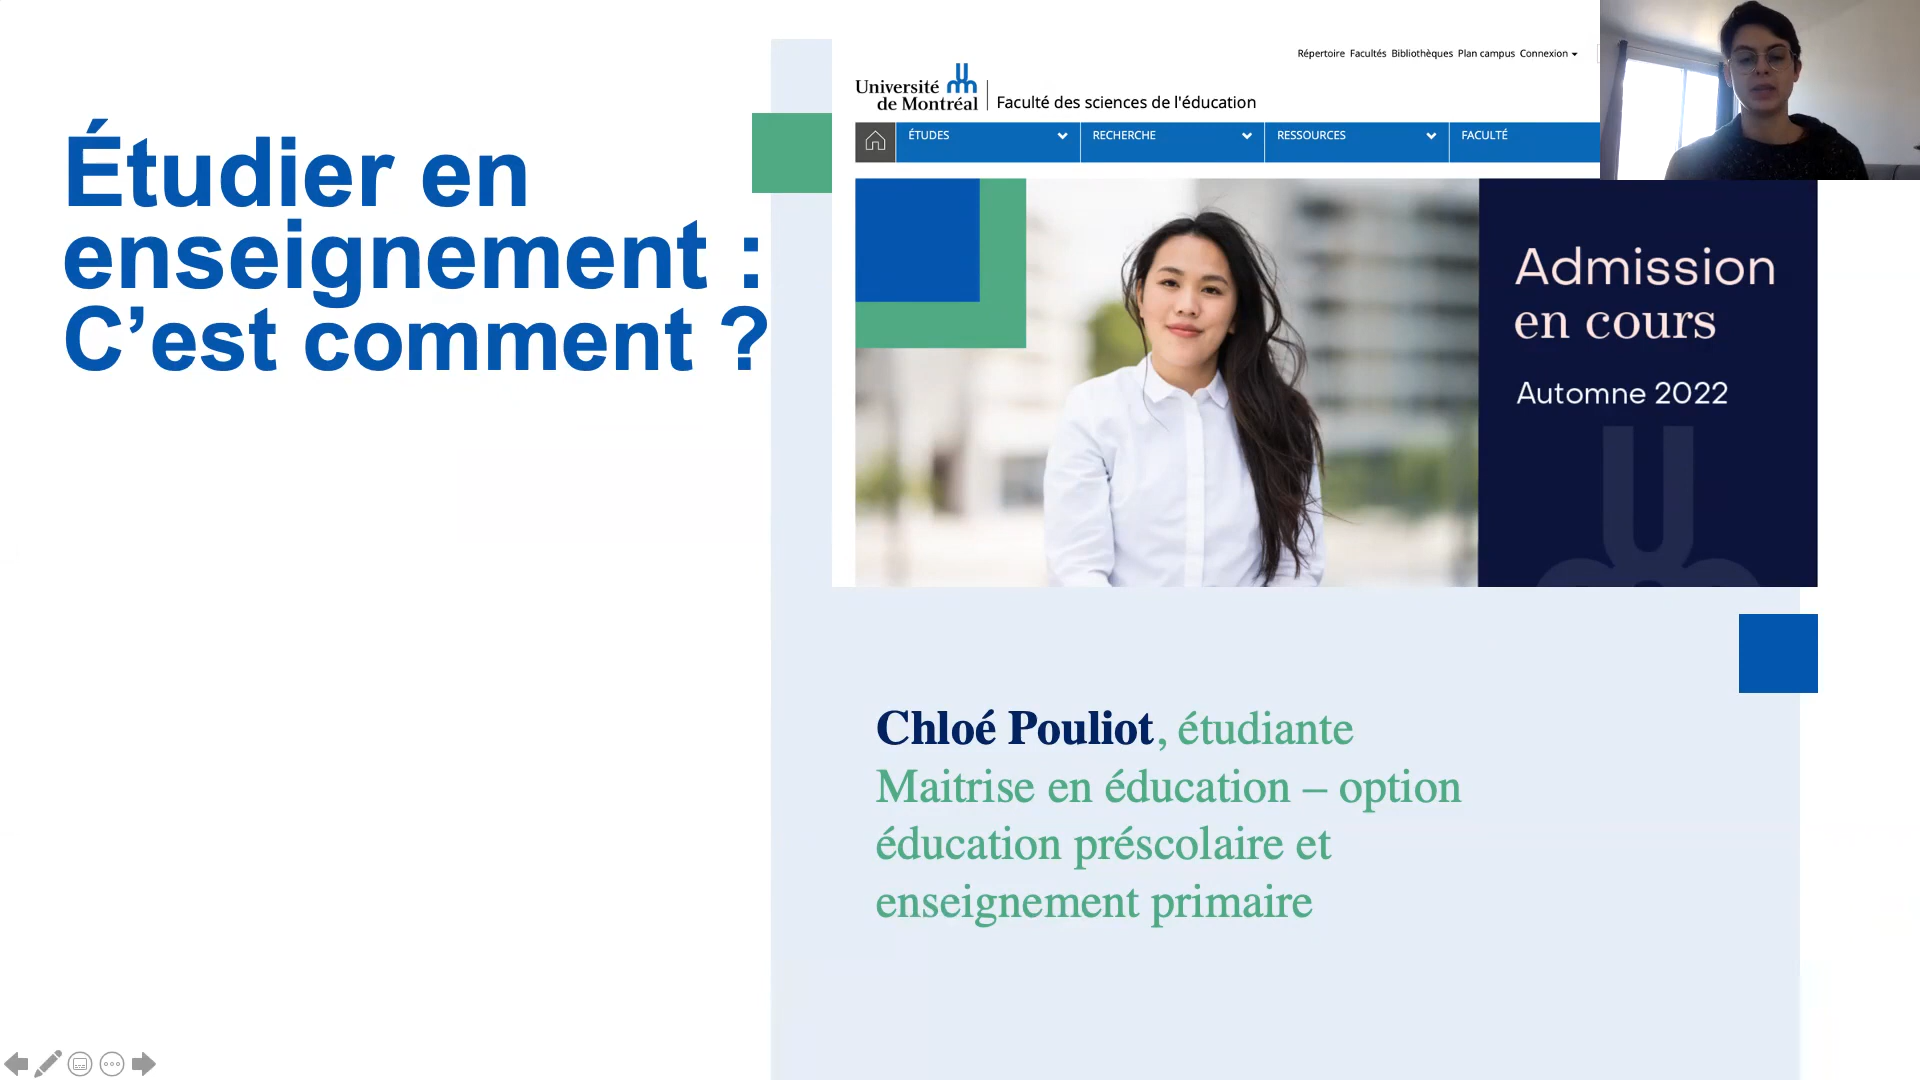 Étudier en
enseignement :
C’est comment ?
Répertoire Facultés Bibliothèques Plan campus Connexion
Université
de Montréal
Faculté des sciences de l'éducation
ÉTUDES
RECHERCHE
RESSOURCES
FACULTÉ
Admission
en cours
Automne 2022
Chloé Pouliot, étudiante
Maitrise en éducation – option
éducation préscolaire et
enseignement primaire